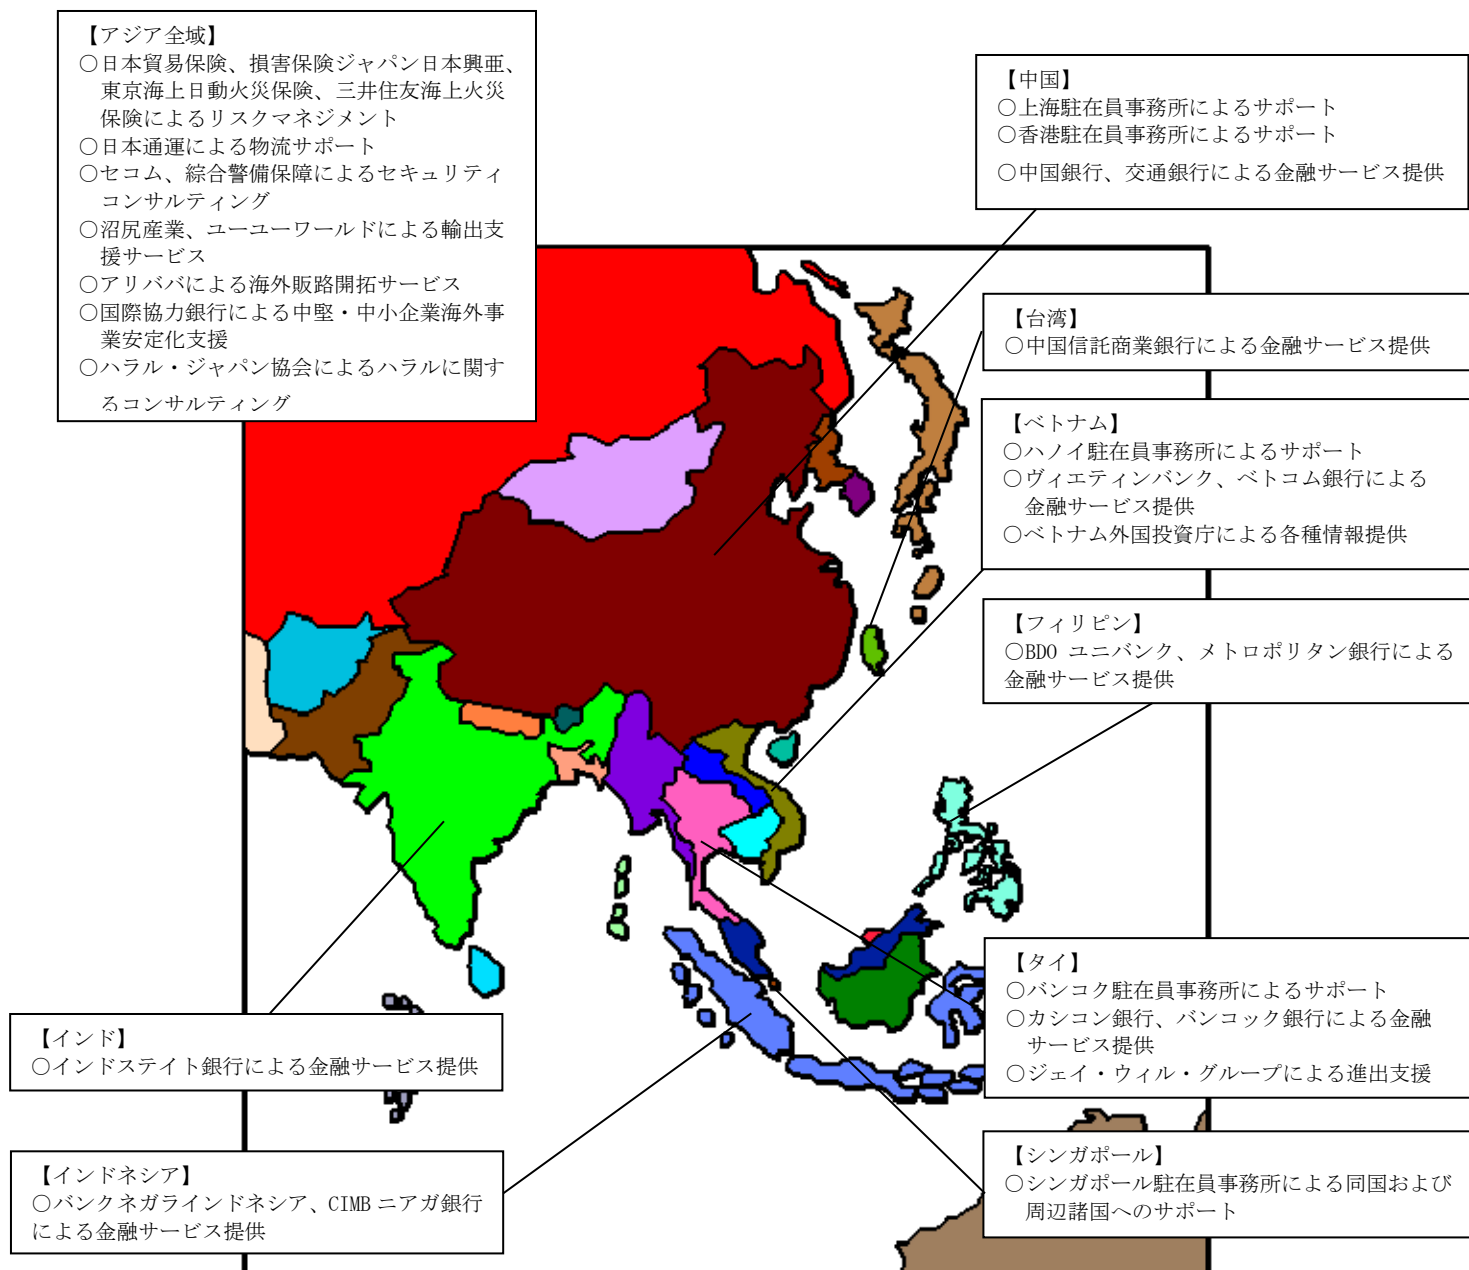 【アジア全域】
○日本貿易保険、損害保険ジャパン日本興亜、
東京海上日動火災保険、三井住友海上火災
保険によるリスクマネジメント
○日本通運による物流サポート
○セコム、綜合警備保障によるセキュリティ
コンサルティング
○沼尻産業、ユーユーワールドによる輸出支
援サービス
○アリババによる海外販路開拓サービス
○国際協力銀行による中堅・中小企業海外事
業安定化支援
○ハラル・ジャパン協会によるハラルに関す
るコンサルティング
【中国】
○上海駐在員事務所によるサポート
○香港駐在員事務所によるサポート
○中国銀行、交通銀行による金融サービス提供
【台湾】
○中国信託商業銀行による金融サービス提供
【ベトナム】
○ハノイ駐在員事務所によるサポート
○ヴィエティンバンク、ベトコム銀行による
金融サービス提供
○ベトナム外国投資庁による各種情報提供
【フィリピン】
○BDO ユニバンク、メトロポリタン銀行による
金融サービス提供
【タイ】
○バンコク駐在員事務所によるサポート
○カシコン銀行、バンコック銀行による金融
サービス提供
○ジェイ・ウィル・グループによる進出支援
【シンガポール】
○シンガポール駐在員事務所による同国および
周辺諸国へのサポート
【インド】
○インドステイト銀行による金融サービス提供
【インドネシア】
○バンクネガラインドネシア、CIMB ニアガ銀行
による金融サービス提供